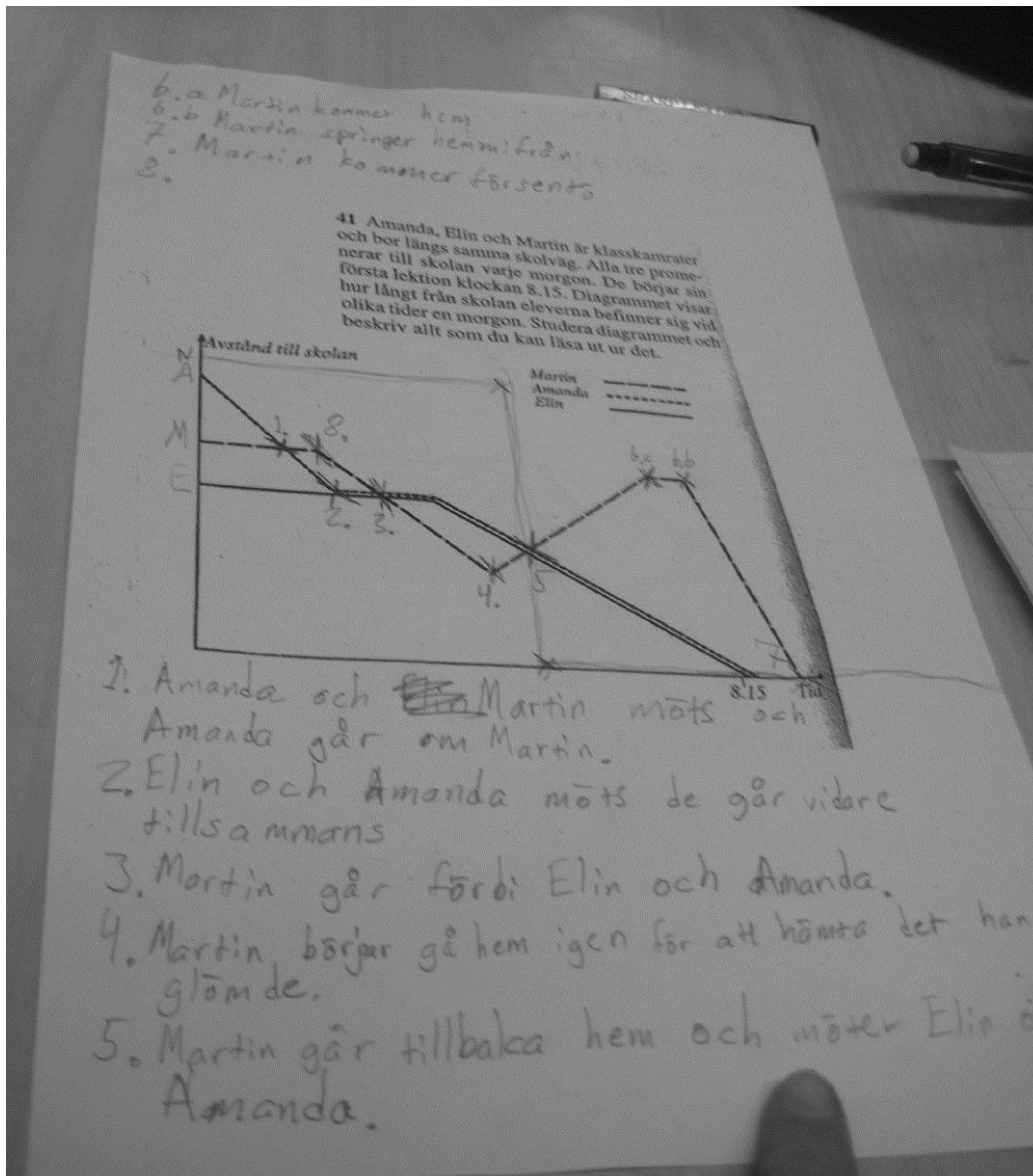 6.a Martin kommer hem
6.b Martin springer hemmifrån
7. Martin kommer försent.
8.
41 Amanda, Elin och Martin är klasskamrater
och bor längs samma skolväg. Alla tre prome-
nerar till skolan varje morgon. De börjar sin
första lektion klockan 8.15. Diagrammet visar
hur långt från skolan eleverna befinner sig vid
olika tider en morgon. Studera diagrammet och
beskriv allt som du kan läsa ut ur det.
Avstånd till skolan
Martin
Amanda
Elin
A
M
E
1.
8.
2.
3.
4.
5
6.a
6.b
7
8.15 Tid
1. Amanda och Martin möts och
Amanda går om Martin.
2. Elin och Amanda möts de går vidare
tillsammans
3. Martin går förbi Elin och Amanda.
4. Martin börjar gå hem igen för att hämta det han
glömde.
5. Martin går tillbaka hem och möter Elin
Amanda.